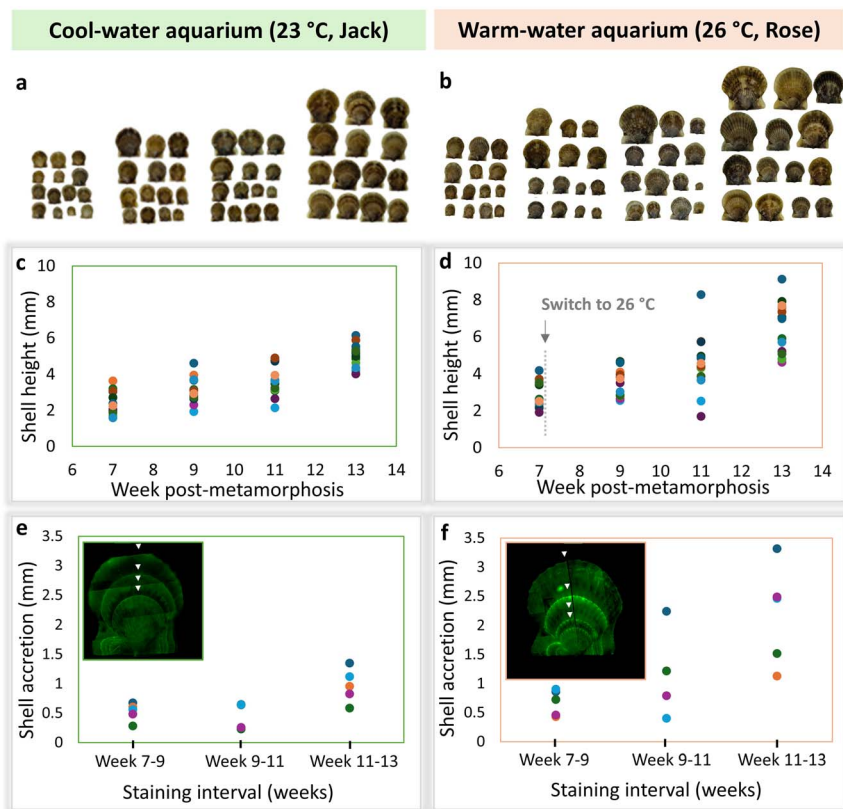 Cool-water aquarium (23 °C, Jack)
Warm-water aquarium (26 °C, Rose)
a
b
c
10
8
6
4
2
0
Shell height (mm)
6 7 8 9 10 11 12 13 14
Week post-metamorphosis
d
10
8
6
4
2
0
Shell height (mm)
Switch to 26 °C
6 7 8 9 10 11 12 13 14
Week post-metamorphosis
e
3.5
3
2.5
2
1.5
1
0.5
0
Shell accretion (mm)
Week 7-9 Week 9-11 Week 11-13
Staining interval (weeks)
f
3.5
3
2.5
2
1.5
1
0.5
0
Shell accretion (mm)
Week 7-9 Week 9-11 Week 11-13
Staining interval (weeks)